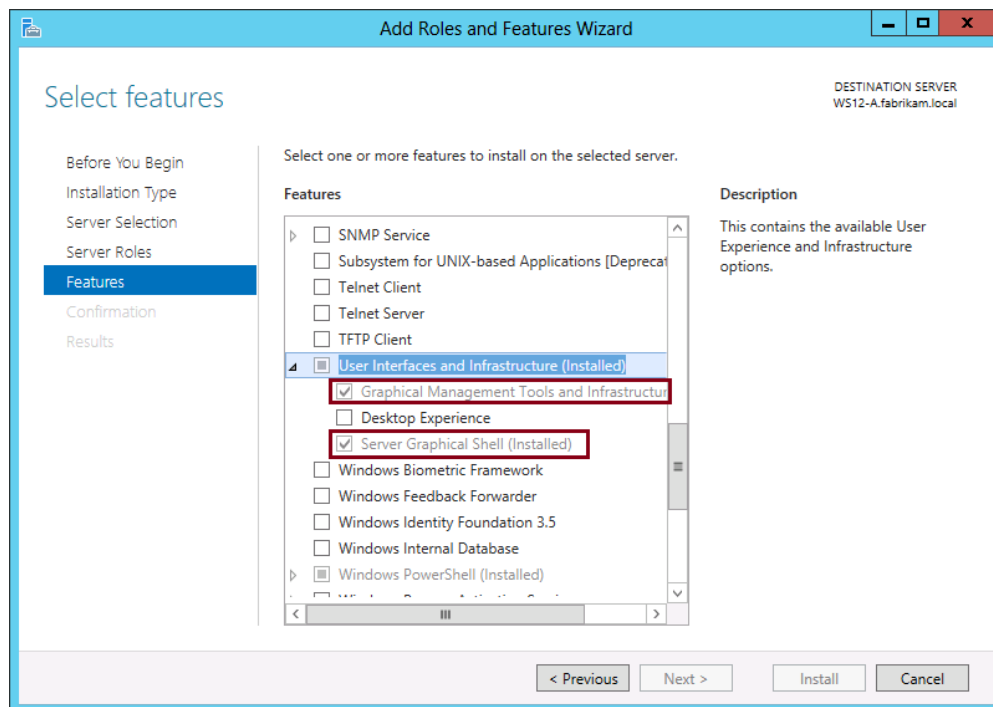 Add Roles and Features Wizard
Select features
DESTINATION SERVER
WS12-A.fabrikam.local
Before You Begin
Installation Type
Server Selection
Server Roles
Features
Confirmation
Results
Select one or more features to install on the selected server.
Features
SNMP Service
Subsystem for UNIX-based Applications [Deprecat
Telnet Client
Telnet Server
TFTP Client
User Interfaces and Infrastructure (Installed)
Graphical Management Tools and Infrastructur
Desktop Experience
Server Graphical Shell (Installed)
Windows Biometric Framework
Windows Feedback Forwarder
Windows Identity Foundation 3.5
Windows Internal Database
Windows PowerShell (Installed)
Description
This contains the available User
Experience and Infrastructure
options.
< Previous
Next >
Install
Cancel